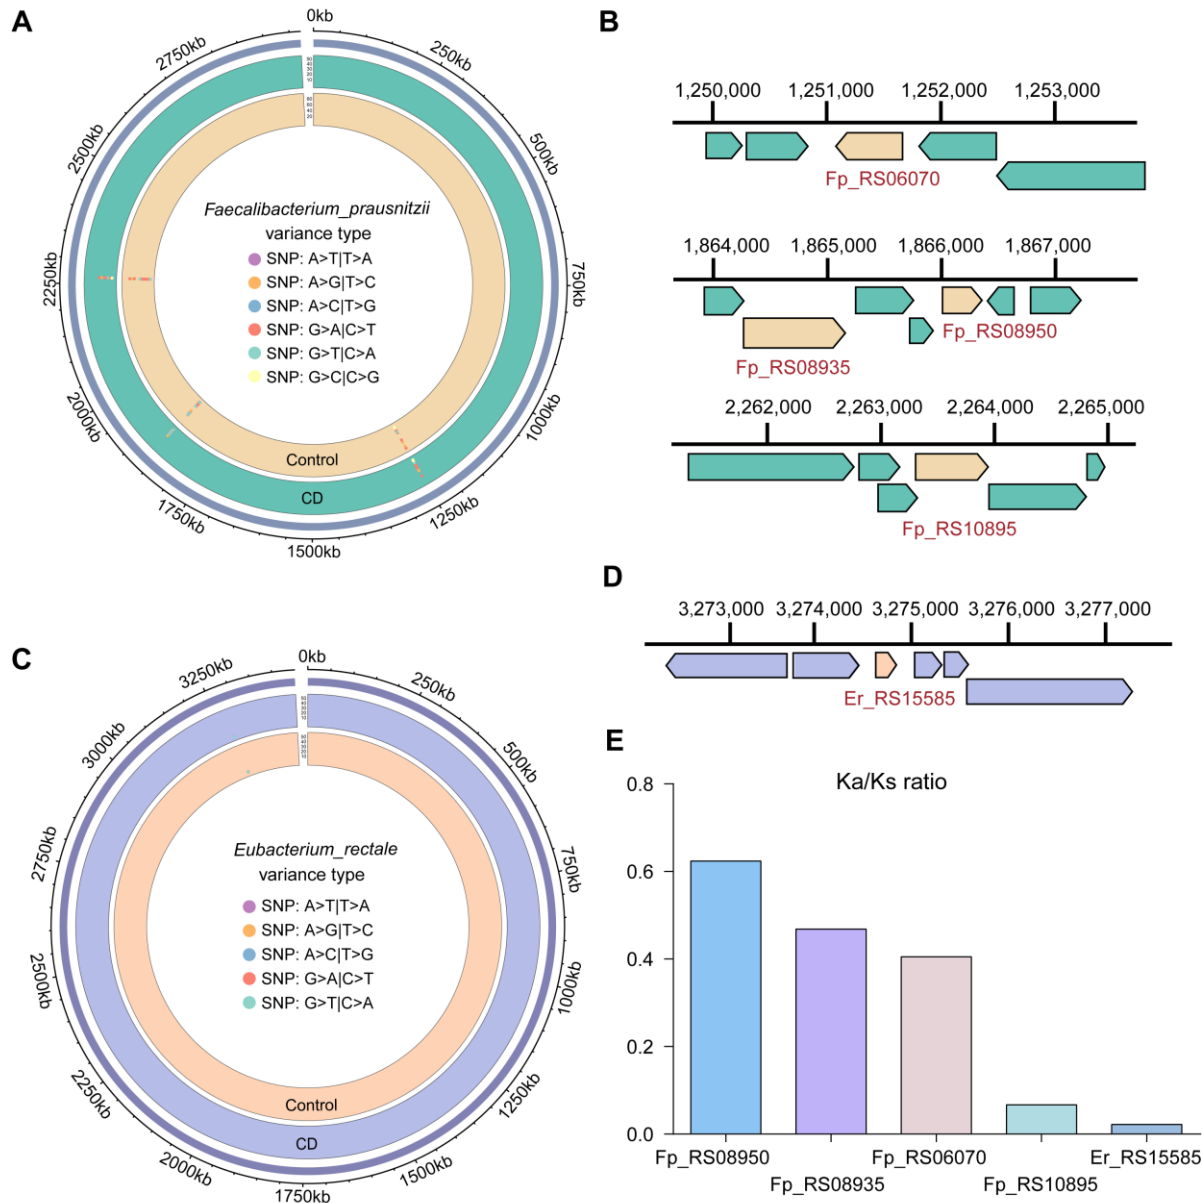 A
0kb
250kb
500kb
750kb
1000kb
1250kb
1500kb
1750kb
2000kb
2250kb
2500kb
2750kb
Faecalibacterium_prausnitzii
variance type
SNP: A>T|T>A
SNP: A>G|T>C
SNP: A>C|T>G
SNP: G>A|C>T
SNP: G>T|C>A
SNP: G>C|C>G
Control
CD
B
1,250,000 1,251,000 1,252,000 1,253,000
Fp_RS06070
1,864,000 1,865,000 1,866,000 1,867,000
Fp_RS08950
Fp_RS08935
2,262,000 2,263,000 2,264,000 2,265,000
Fp_RS10895
C
0kb
250kb
500kb
750kb
1000kb
1250kb
1500kb
1750kb
2000kb
2250kb
2500kb
2750kb
3000kb
3250kb
Eubacterium_rectale
variance type
SNP: A>T|T>A
SNP: A>G|T>C
SNP: A>C|T>G
SNP: G>A|C>T
SNP: G>T|C>A
Control
CD
D
3,273,000 3,274,000 3,275,000 3,276,000 3,277,000
Er_RS15585
E
Ka/Ks ratio
0.8
0.6
0.4
0.2
0.0
Fp_RS08950 Fp_RS06070 Er_RS15585
Fp_RS08935 Fp_RS10895